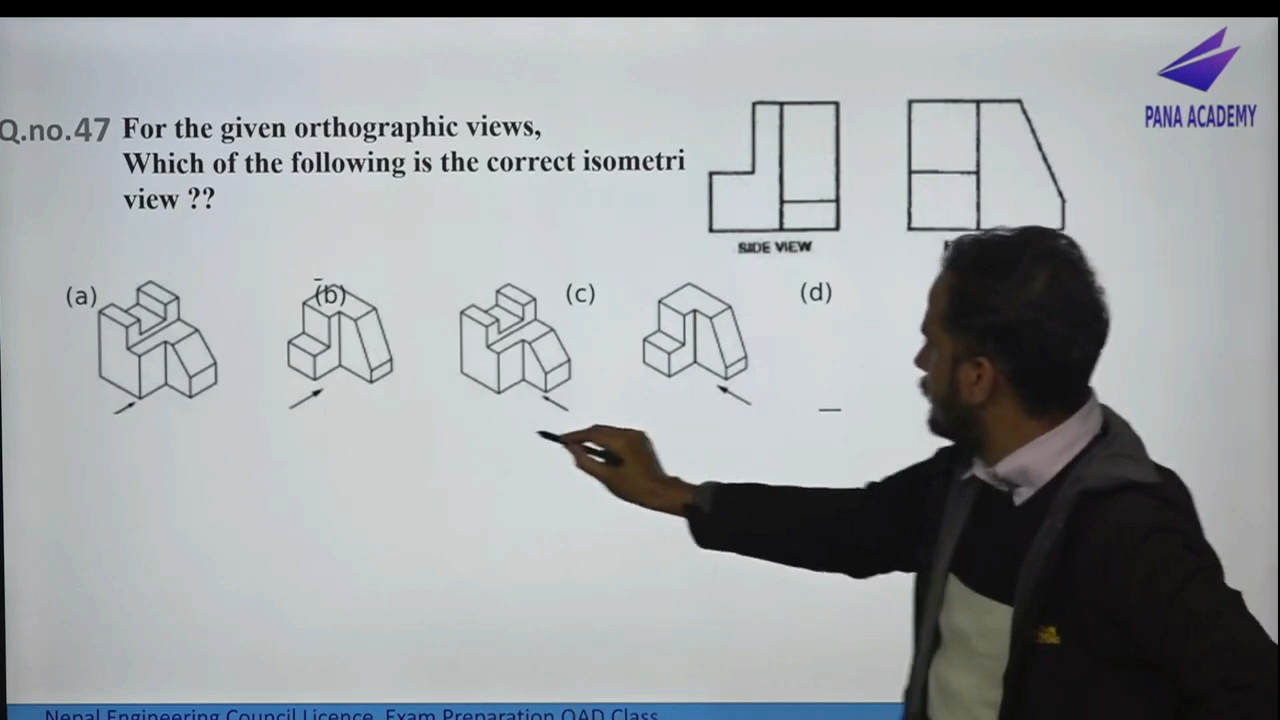 PANA ACADEMY
Q.no.47 For the given orthographic views,
Which of the following is the correct isometri
view ??
SIDE VIEW
(a)
(b)
(c)
(d)
Nepal Engineering Council Licence Exam Preparation OAD Class